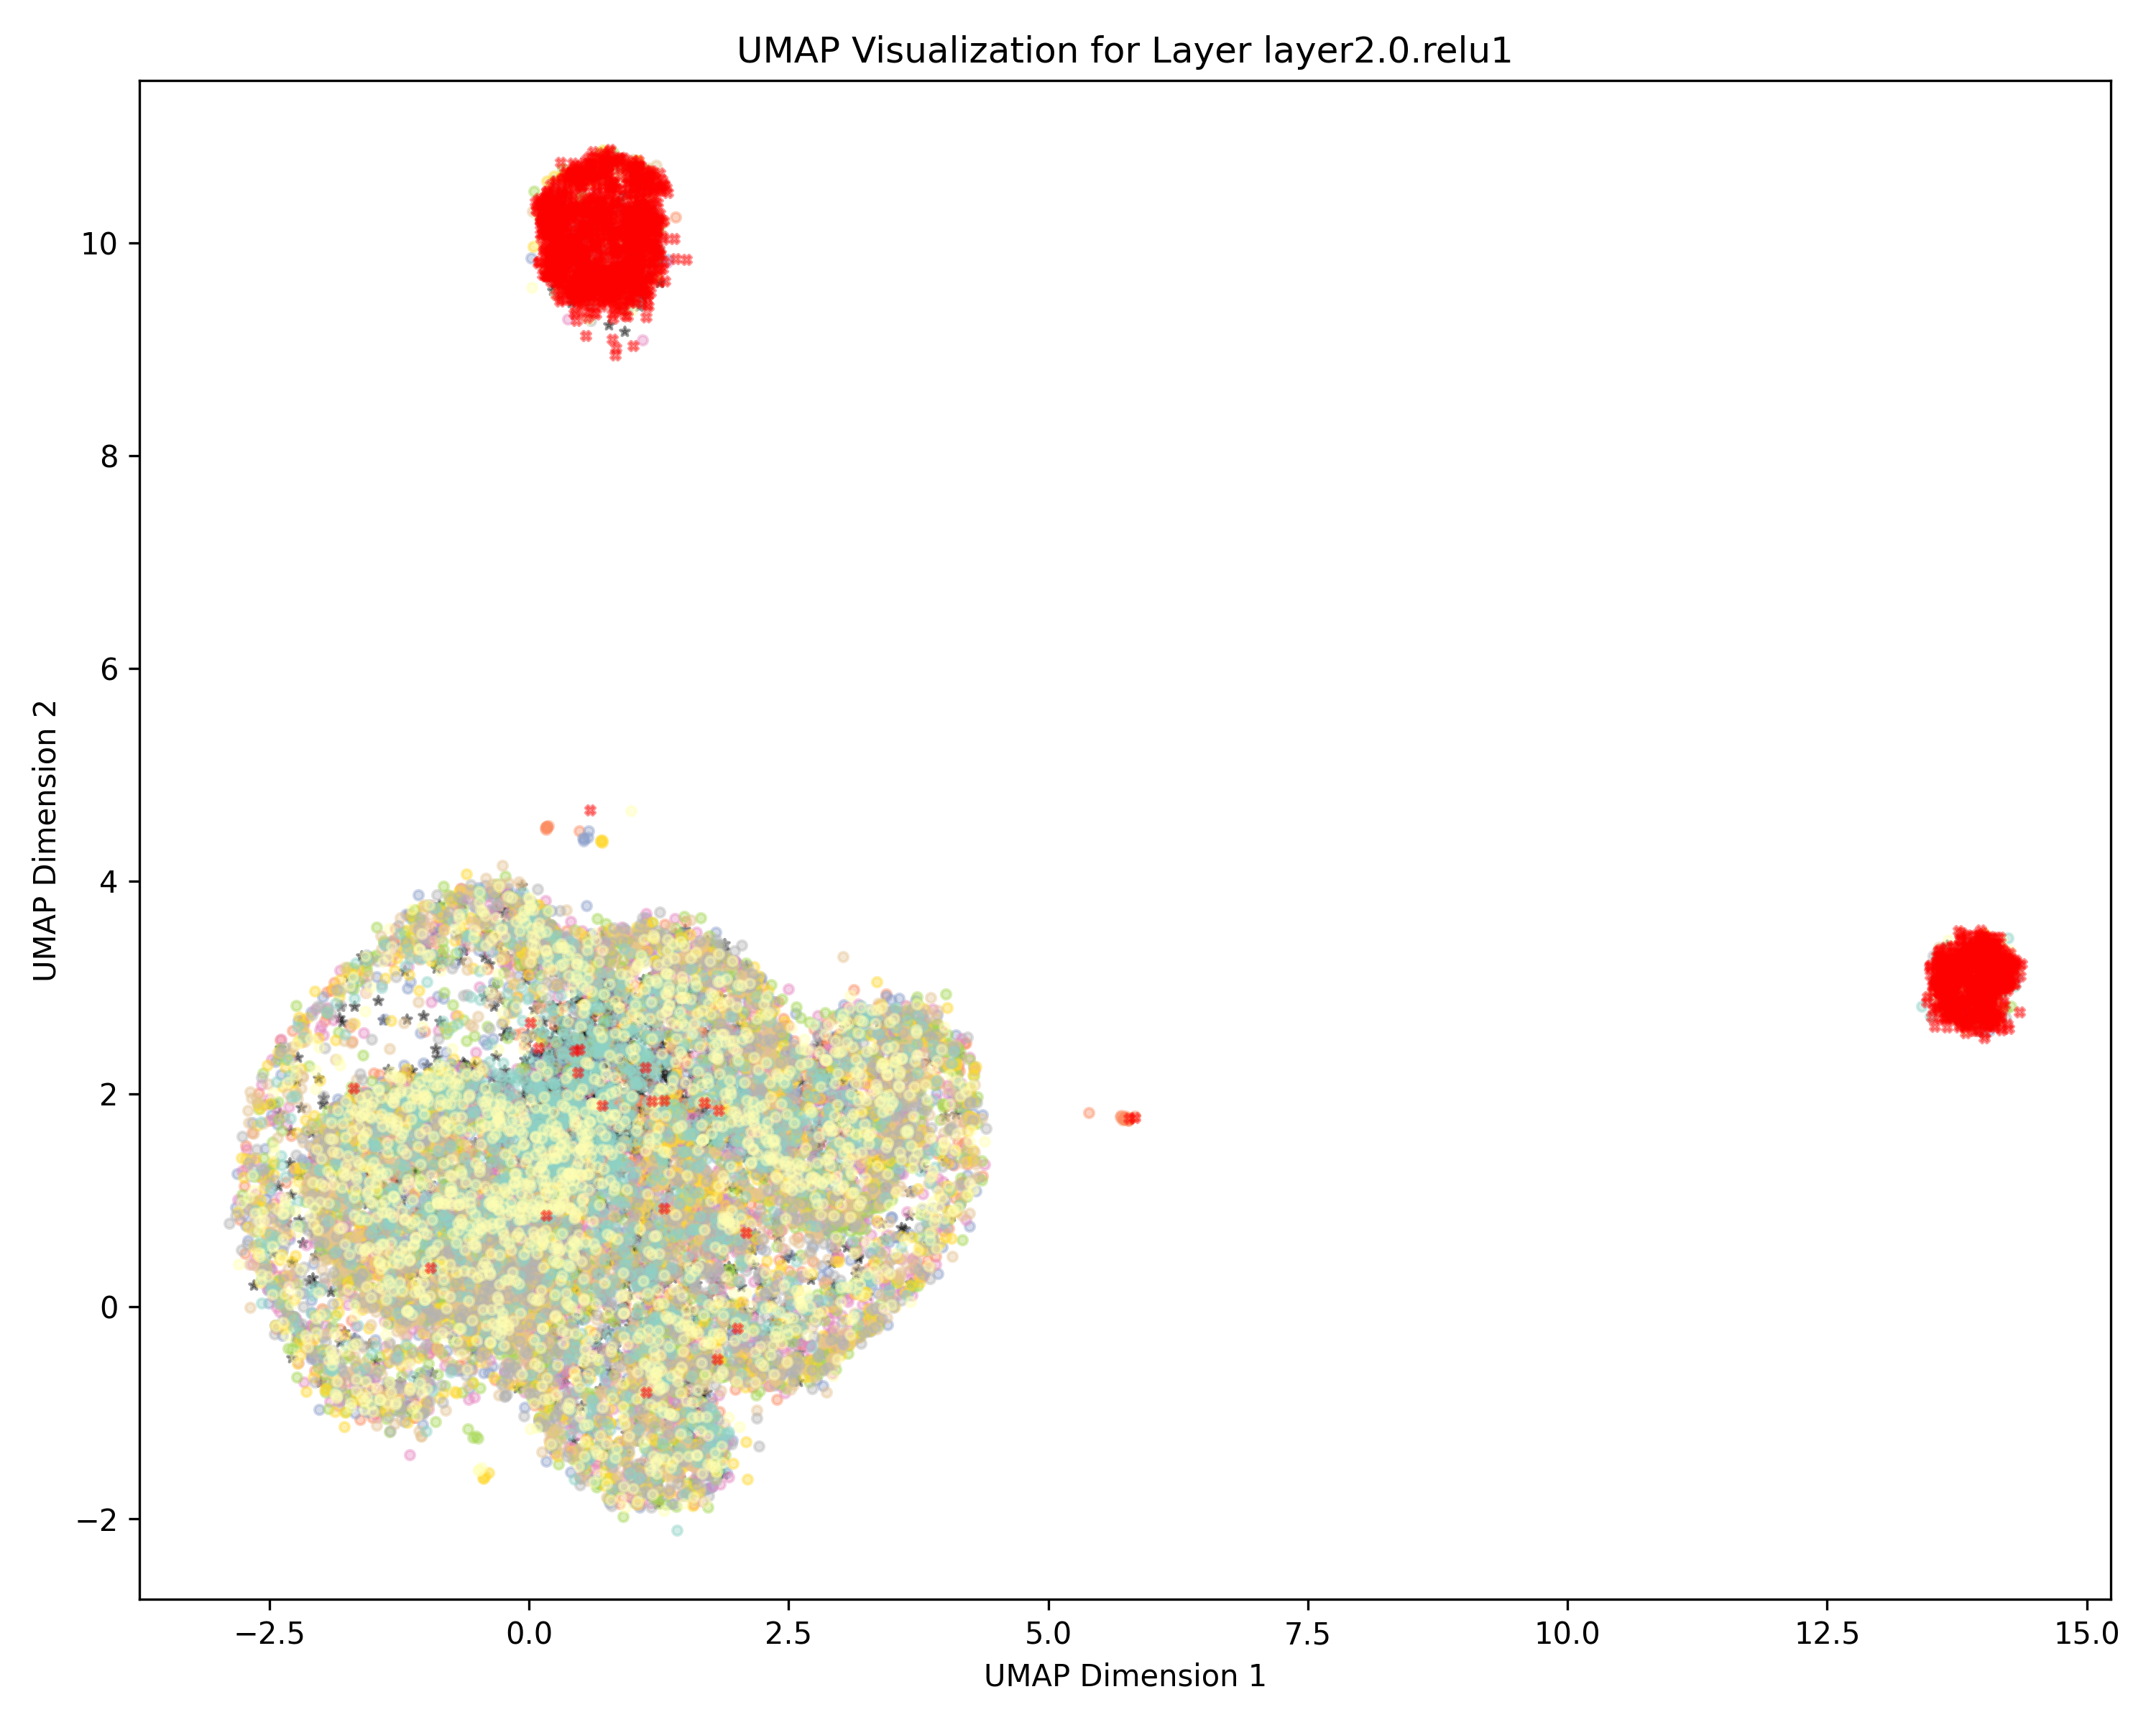 UMAP Visualization for Layer layer2.0.relu1
UMAP Dimension 2
10
8
6
4
2
0
−2
−2.5 0.0 2.5 5.0 7.5 10.0 12.5 15.0
UMAP Dimension 1